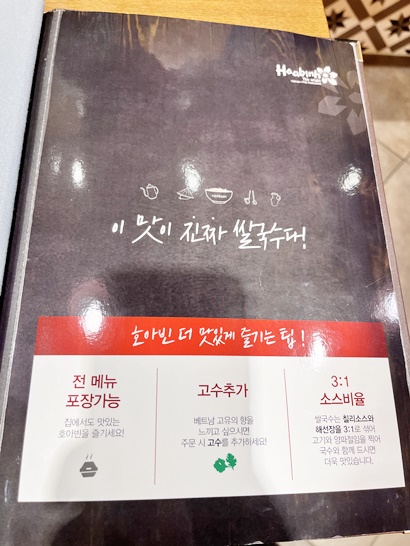 Hoabinh
이 맛이 진짜 쌀국수다!
호아빈 더 맛있게 즐기는 팁!
전 메뉴
포장가능
집에서도 맛있는
호아빈을 즐기세요!
고수추가
베트남 고유의 향을
느끼고 싶으시면
주문 시 고수를 추가하세요!
3:1
소스비율
쌀국수는 칠리소스와
해선장을 3:1로 섞어
고기와 양파절임을 찍어
국수와 함께 드시면
더욱 맛있습니다.